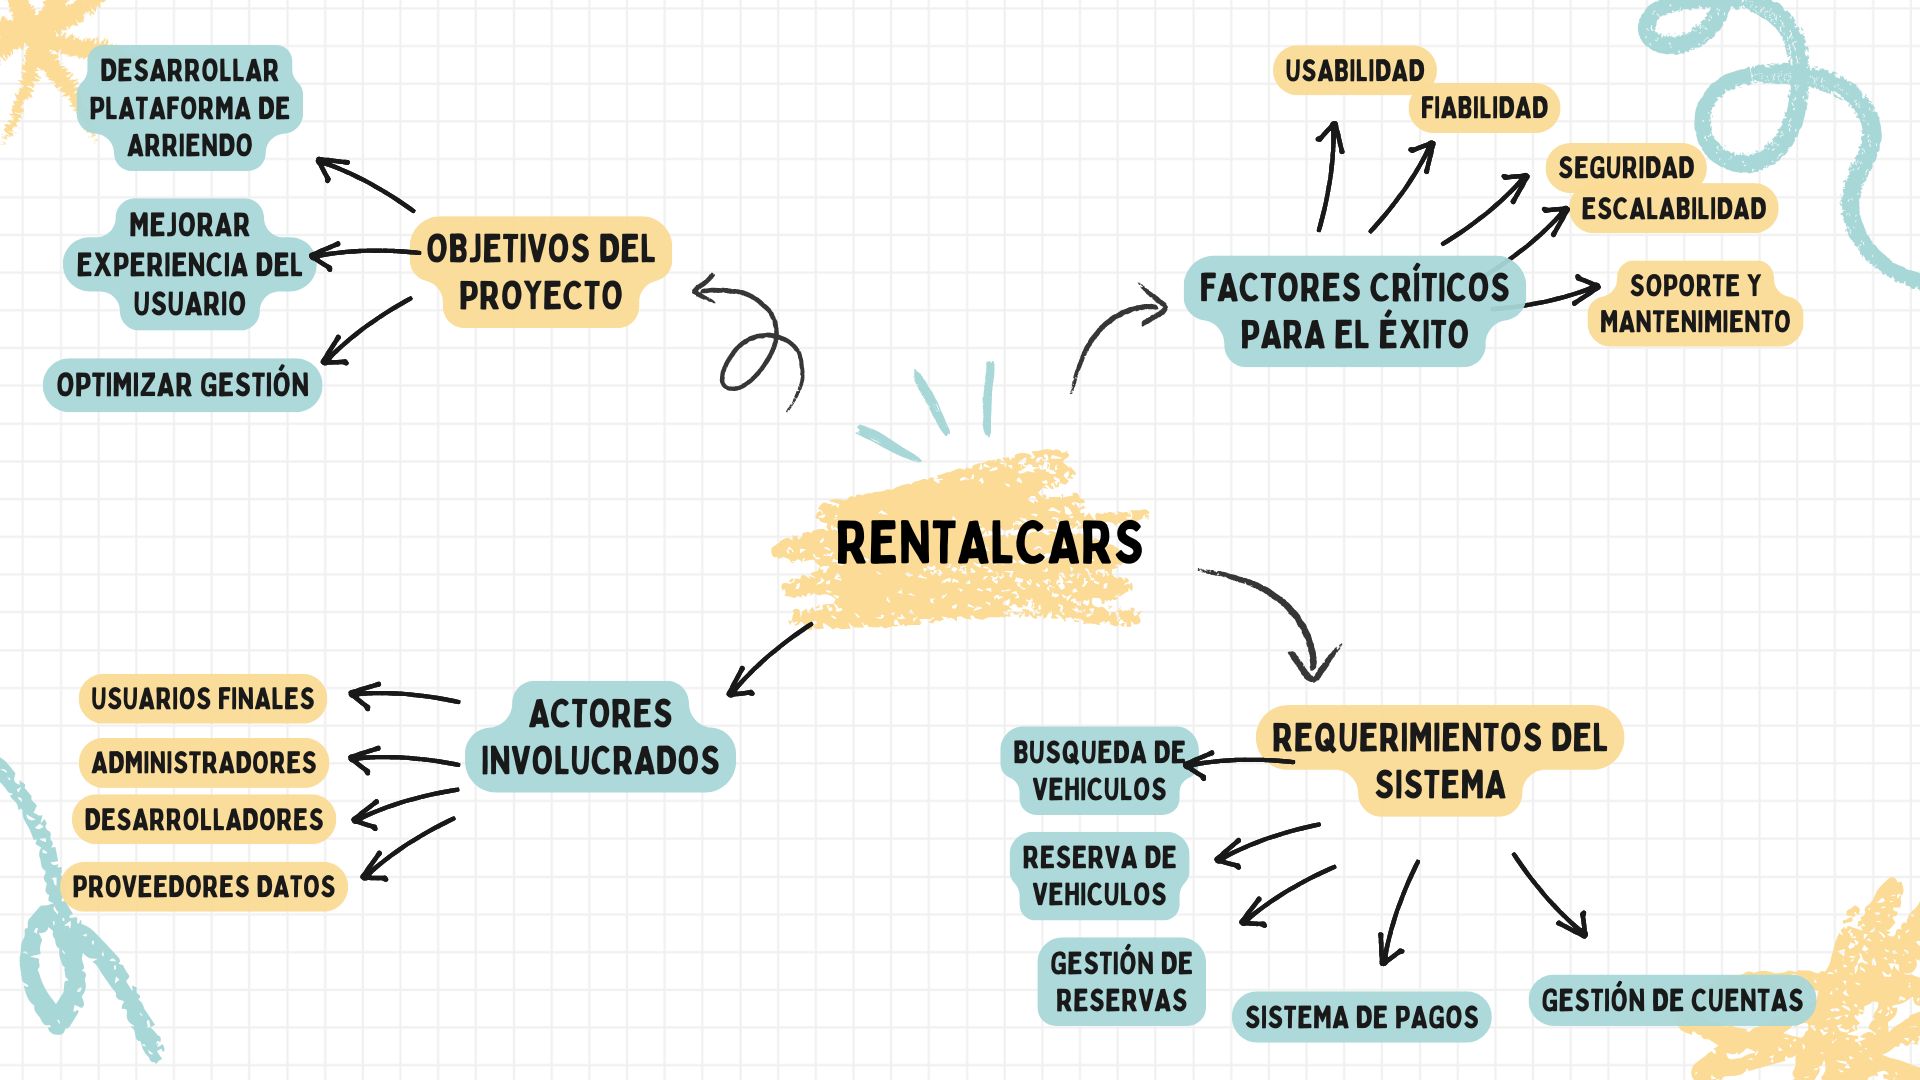 DESARROLLAR
PLATAFORMA DE
ARRIENDO
MEJORAR
EXPERIENCIA DEL
USUARIO
OPTIMIZAR GESTIÓN
OBJETIVOS DEL
PROYECTO
USABILIDAD
FIABILIDAD
SEGURIDAD
ESCALABILIDAD
SOPORTE Y
MANTENIMIENTO
FACTORES CRÍTICOS
PARA EL ÉXITO
RENTALCARS
ACTORES
INVOLUCRADOS
USUARIOS FINALES
ADMINISTRADORES
DESARROLLADORES
PROVEEDORES DATOS
REQUERIMIENTOS DEL
SISTEMA
BUSQUEDA DE
VEHICULOS
RESERVA DE
VEHICULOS
GESTIÓN DE
RESERVAS
SISTEMA DE PAGOS
GESTIÓN DE CUENTAS